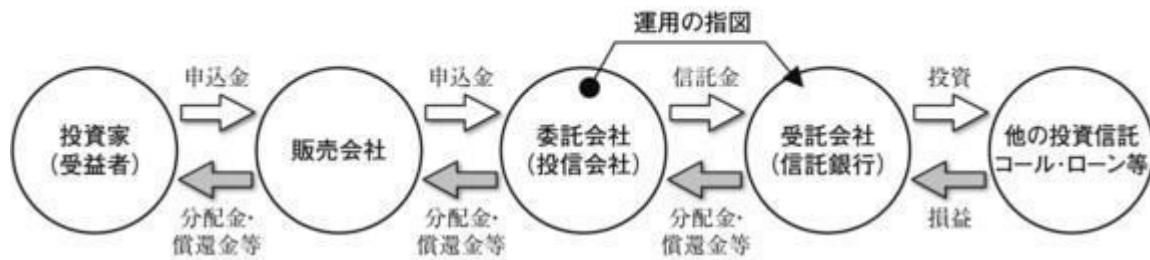 運用の指図
申込金
申込金
信託金
投資
投資家
(受益者)
販売会社
委託会社
(投信会社)
受託会社
(信託銀行)
他の投資信託
コール・ローン等
分配金・
償還金等
分配金・
償還金等
分配金・
償還金等
損益